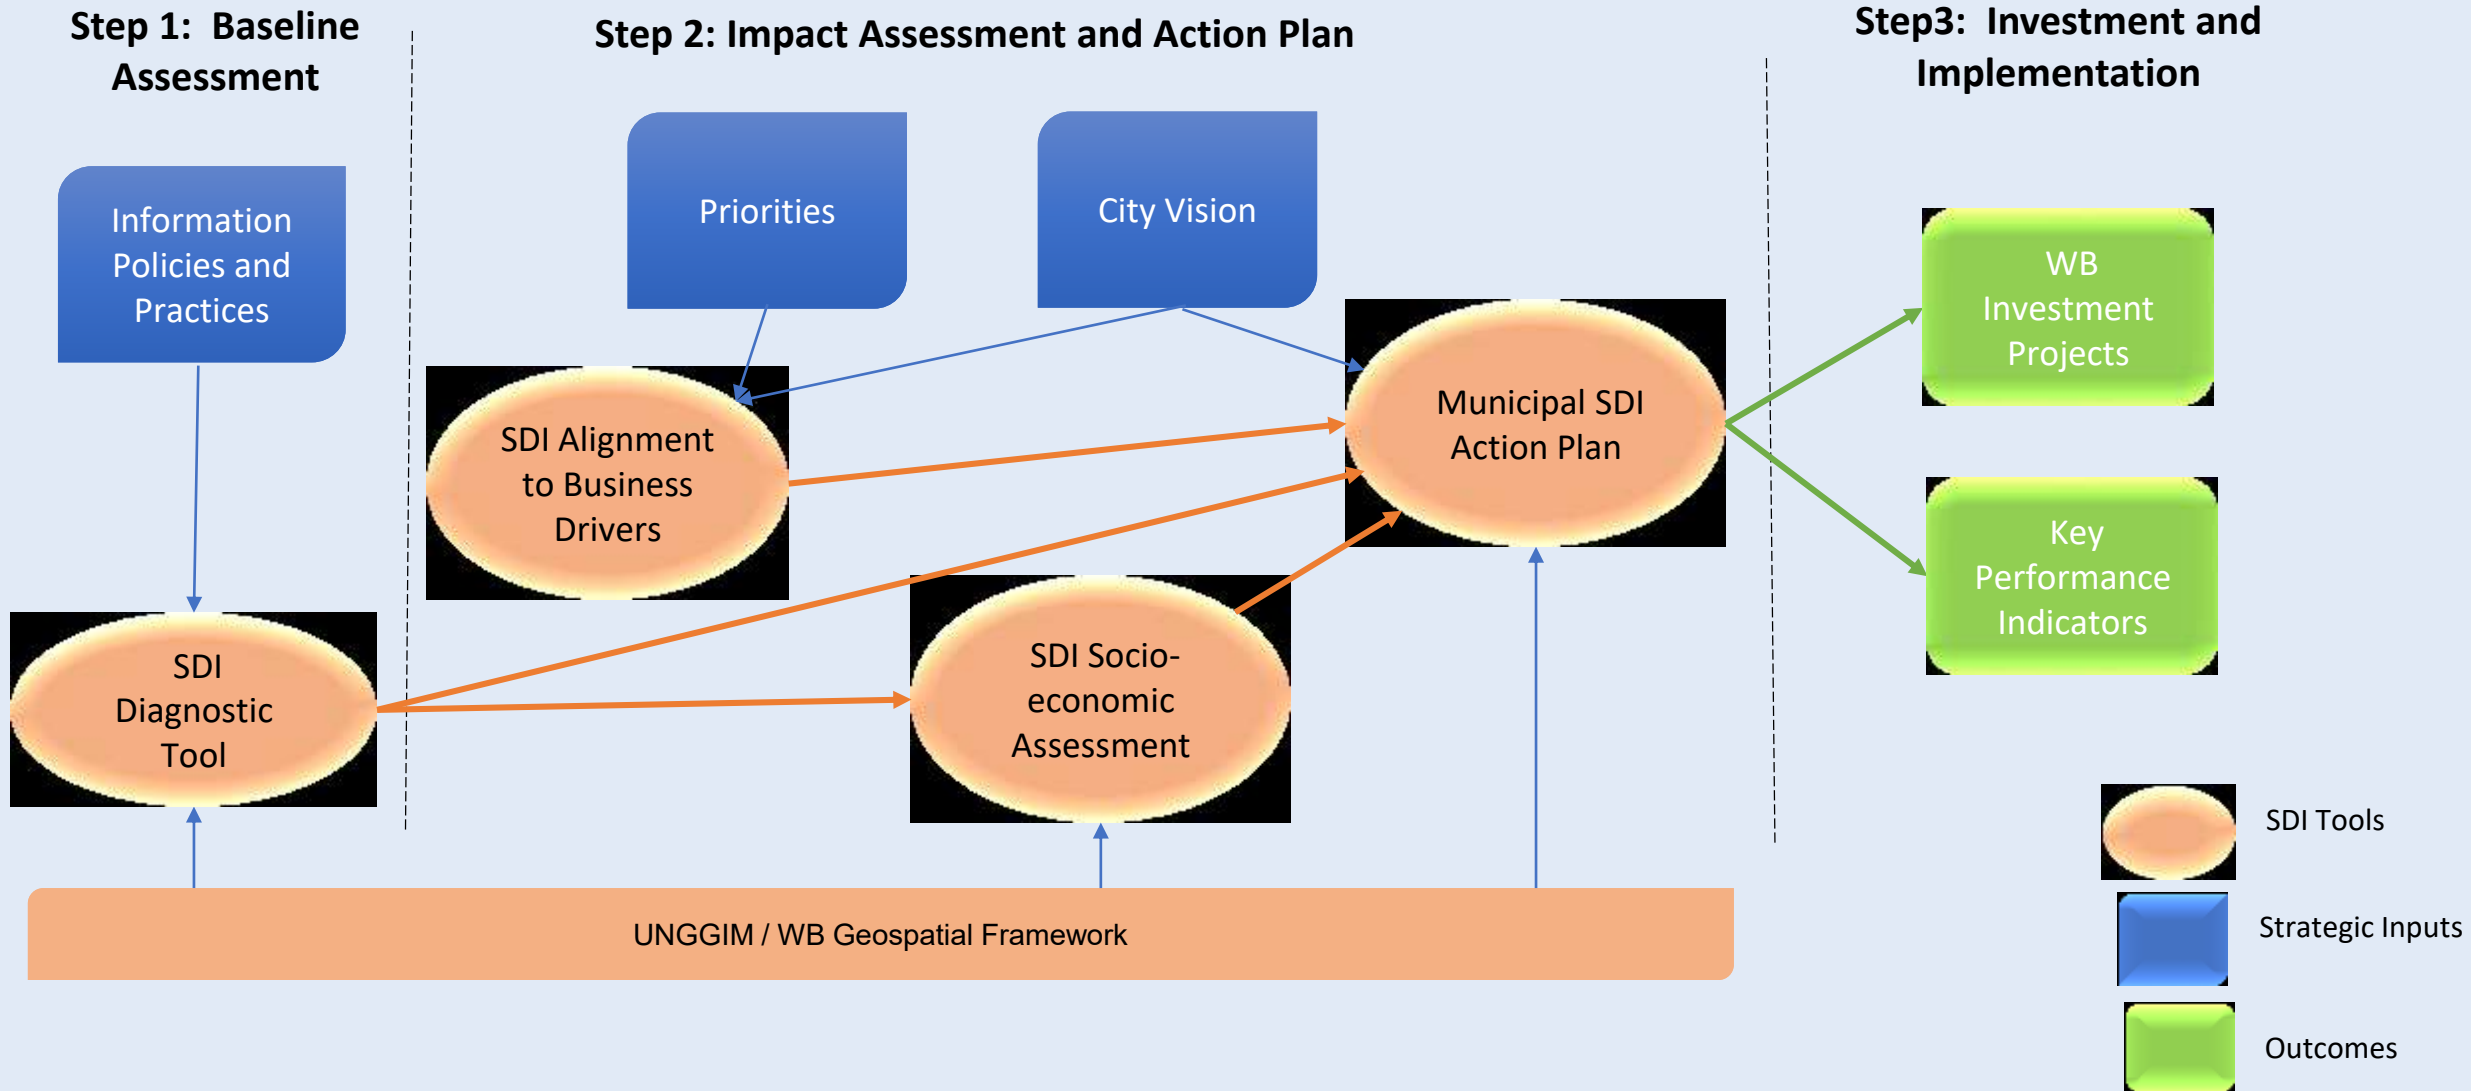 Step 1:  Baseline
Assessment
Step 2: Impact Assessment and Action Plan
Step3:  Investment and
Implementation
Information
Policies and
Practices
Priorities
City Vision
WB
Investment
Projects
SDI Alignment
to Business
Drivers
Municipal SDI
Action Plan
Key
Performance
Indicators
SDI
Diagnostic
Tool
SDI Socio-
economic
Assessment
UNGGIM / WB Geospatial Framework
SDI Tools
Strategic Inputs
Outcomes